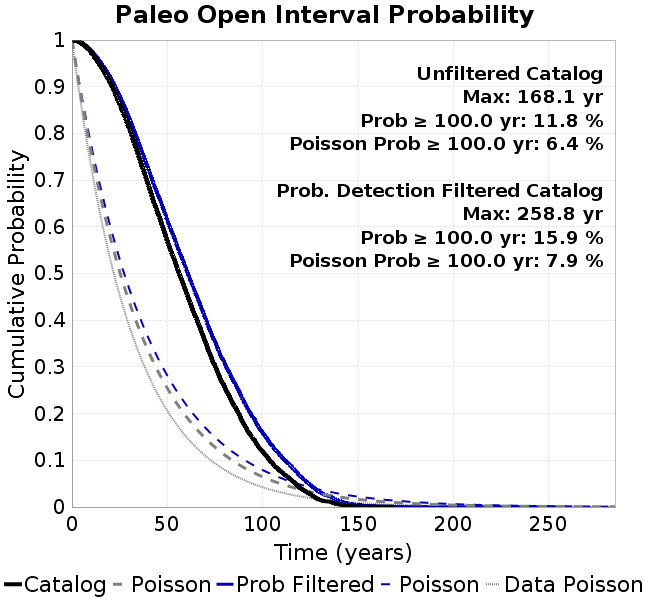 Paleo Open Interval Probability
Unfiltered Catalog
Max: 168.1 yr
Prob ≥ 100.0 yr: 11.8 %
Poisson Prob ≥ 100.0 yr: 6.4 %
Prob. Detection Filtered Catalog
Max: 258.8 yr
Prob ≥ 100.0 yr: 15.9 %
Poisson Prob ≥ 100.0 yr: 7.9 %
Cumulative Probability
1
0.9
0.8
0.7
0.6
0.5
0.4
0.3
0.2
0.1
0
0 50 100 150 200 250
Time (years)
Catalog Poisson Prob Filtered Poisson Data Poisson